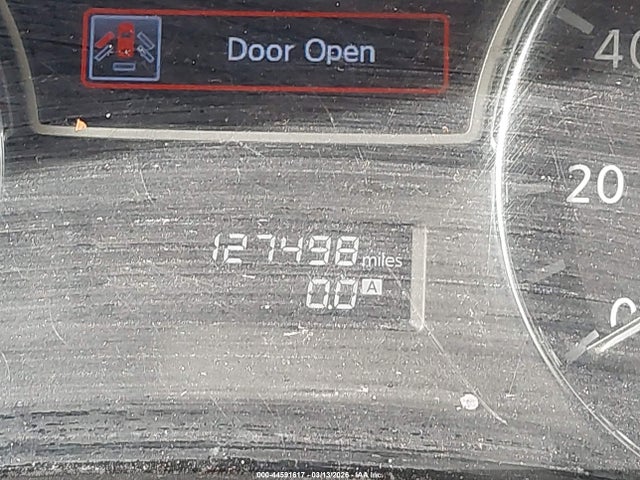 Door Open
40
20
127498 miles
0.0 A
0
000-44591617 - 03/13/2026 - IAA Inc.